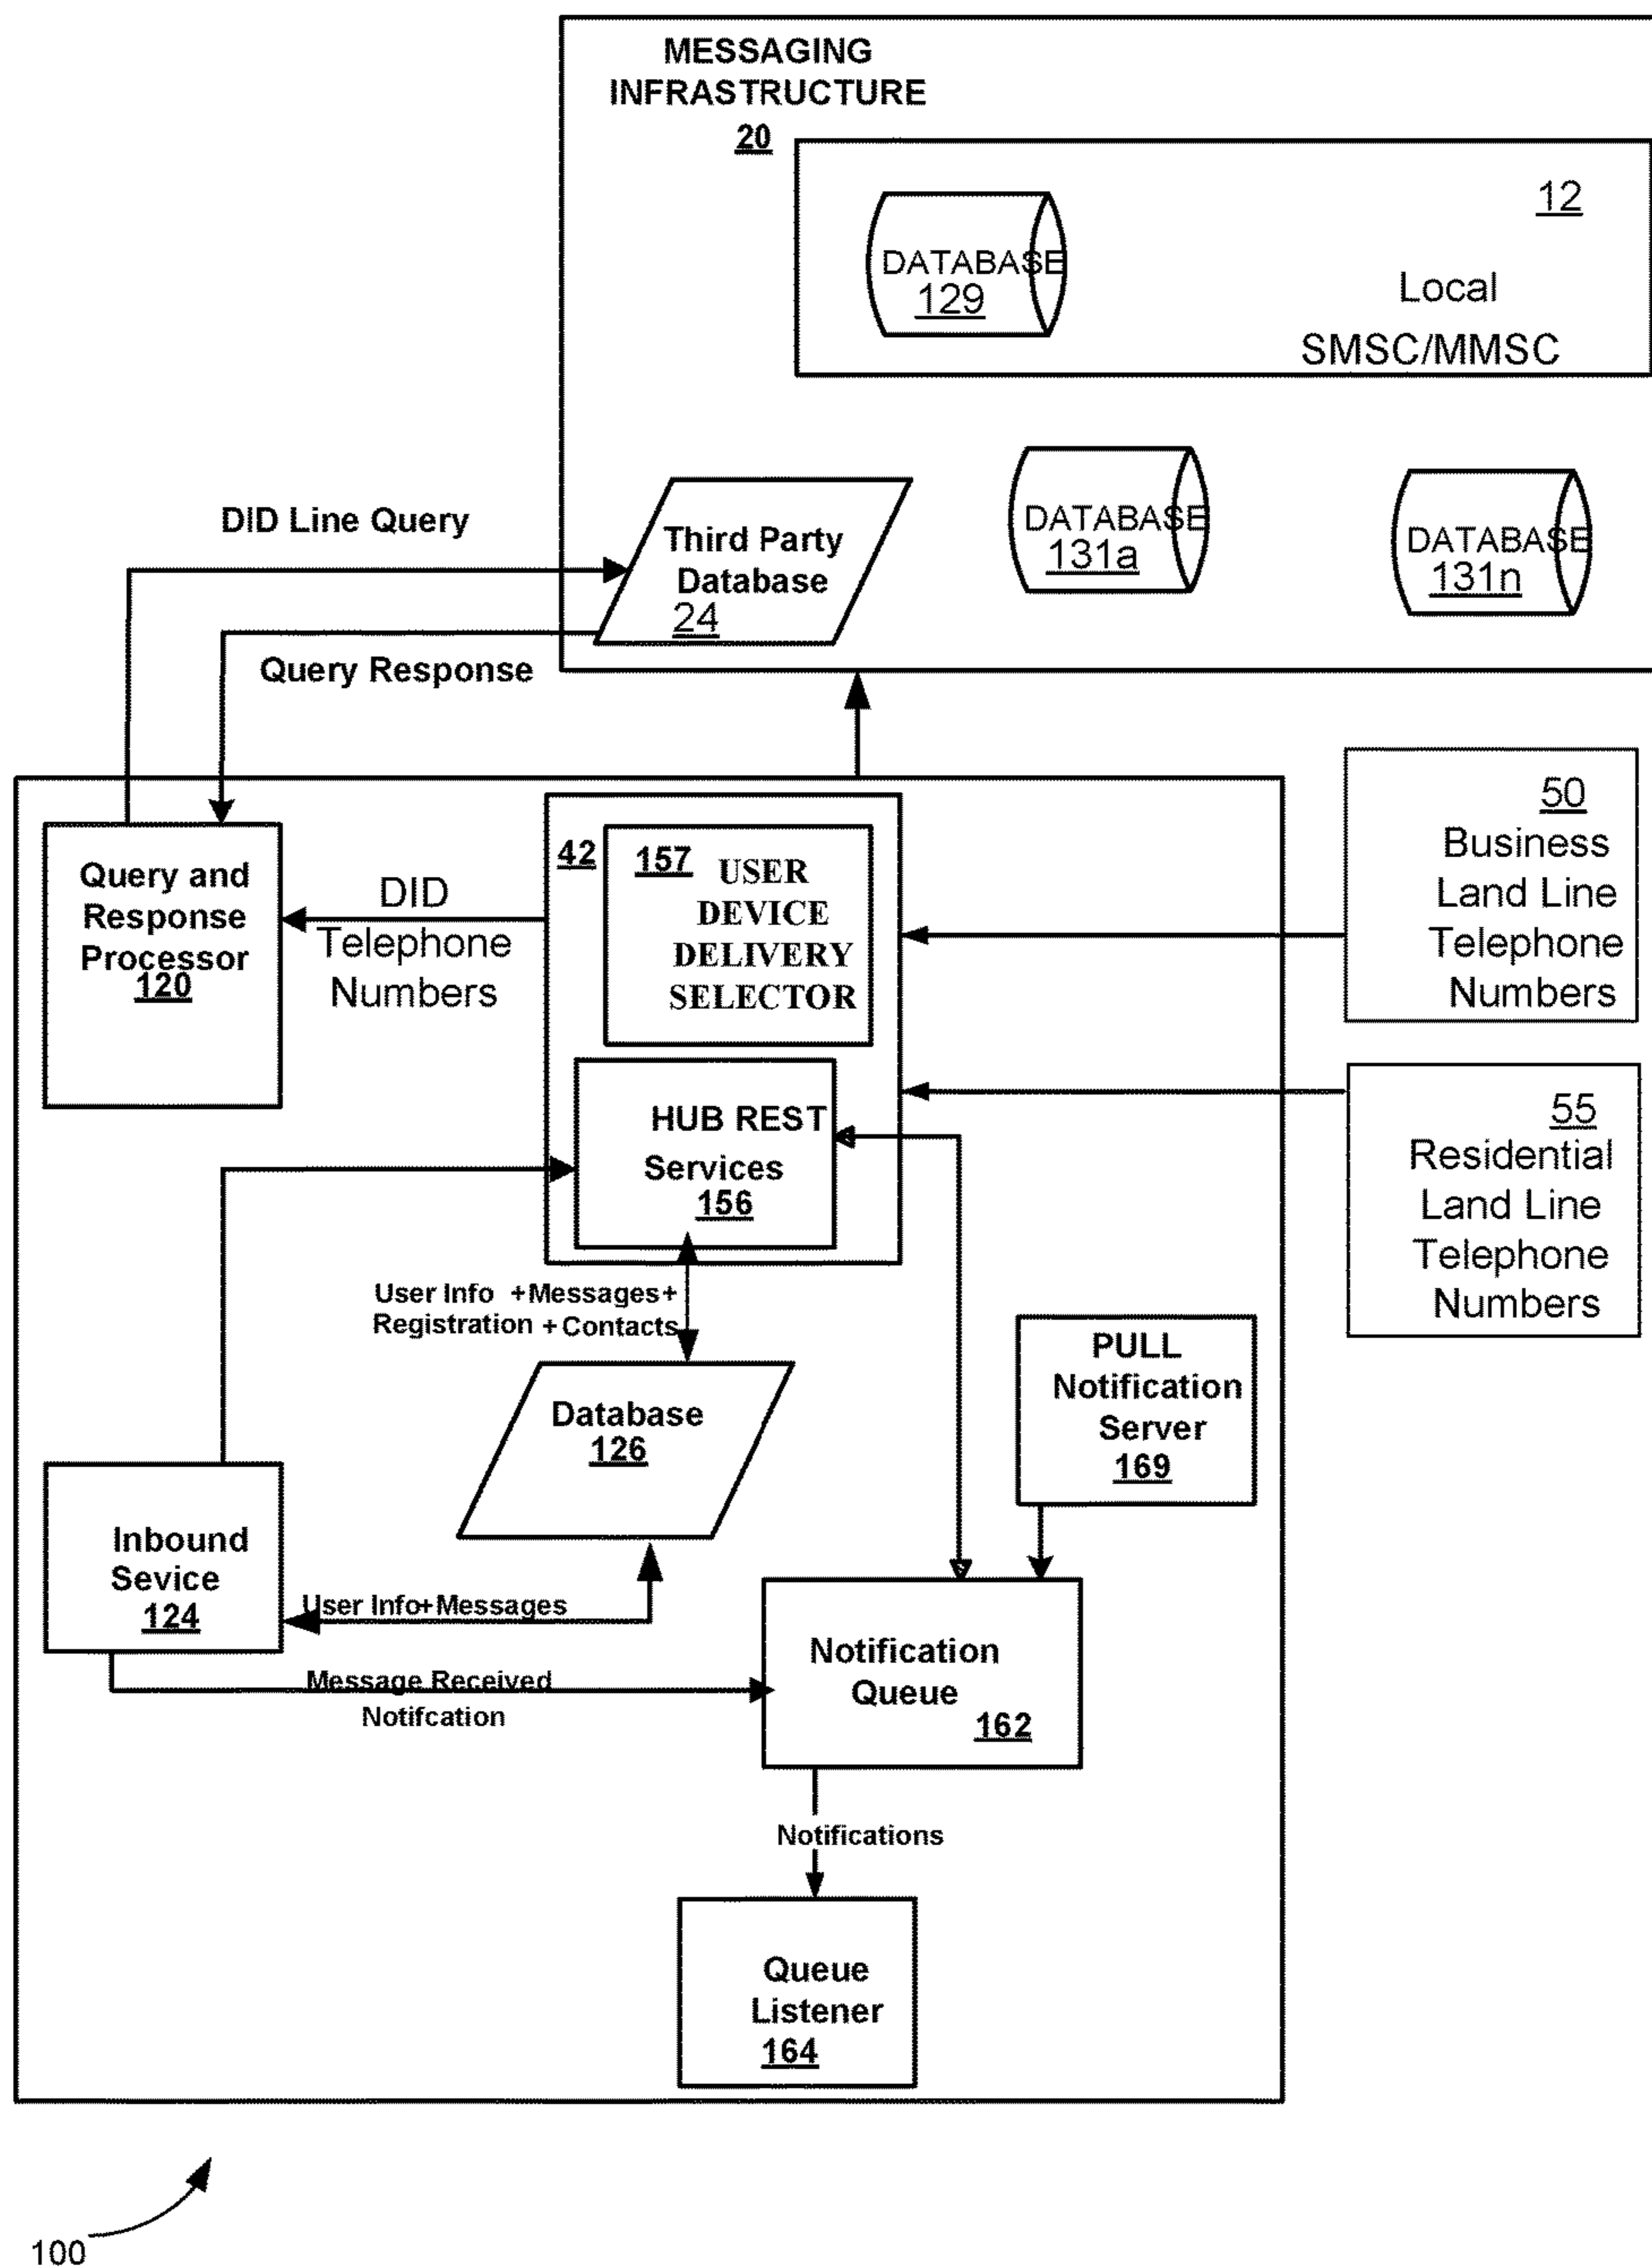 MESSAGING
INFRASTRUCTURE
20
12
DATABASE
129
Local
SMSC/MMSC
DID Line Query
Third Party
Database
24
DATABASE
131a
DATABASE
131n
Query Response
50
Business
Land Line
Telephone
Numbers
42
157 USER
DEVICE
DELIVERY
SELECTOR
Query and
Response
Processor
120
DID
Telephone
Numbers
HUB REST
Services
156
55
Residential
Land Line
Telephone
Numbers
User Info +Messages+
Registration + Contacts
PULL
Notification
Server
169
Database
126
Inbound
Sevice
124
User Info+Messages
Message Received
Notifcation
Notification
Queue
162
Notifications
Queue
Listener
164
100